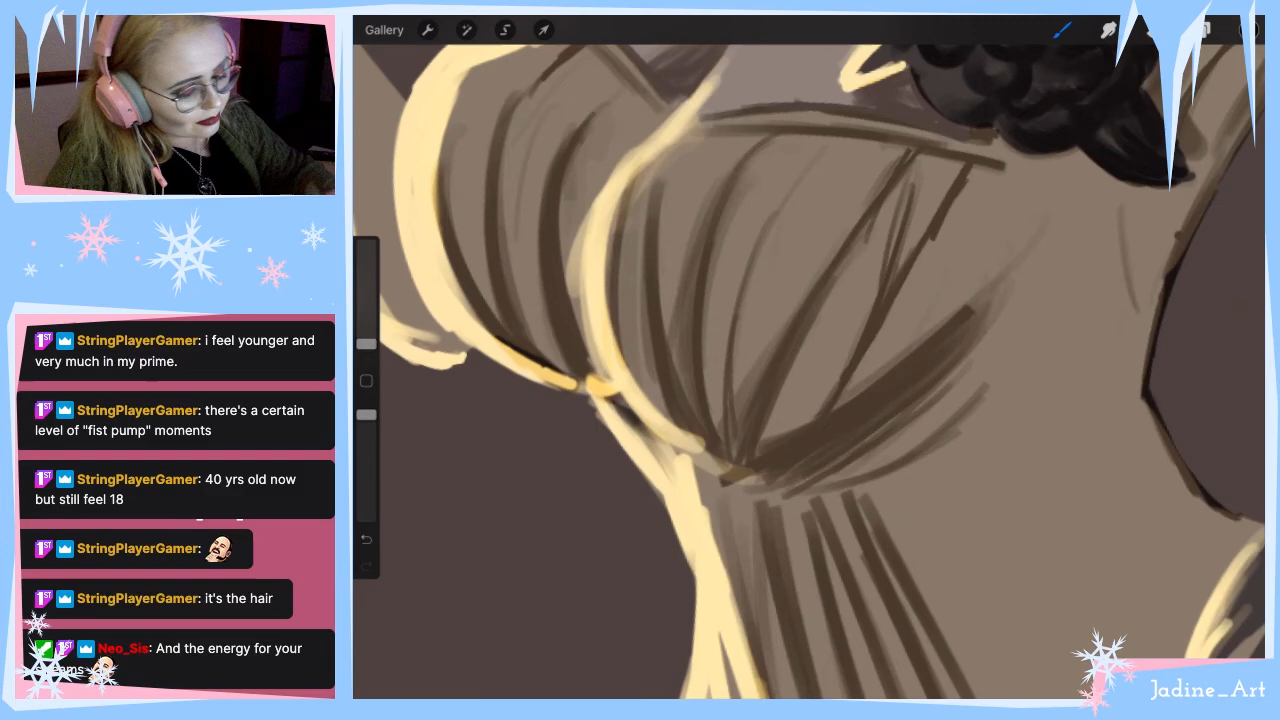 Gallery
StringPlayerGamer: i feel younger and
very much in my prime.
StringPlayerGamer: there's a certain
level of "fist pump" moments
StringPlayerGamer: 40 yrs old now
but still feel 18
StringPlayerGamer:
StringPlayerGamer: it's the hair
Neo_Sis: And the energy for your
Jadine_Art